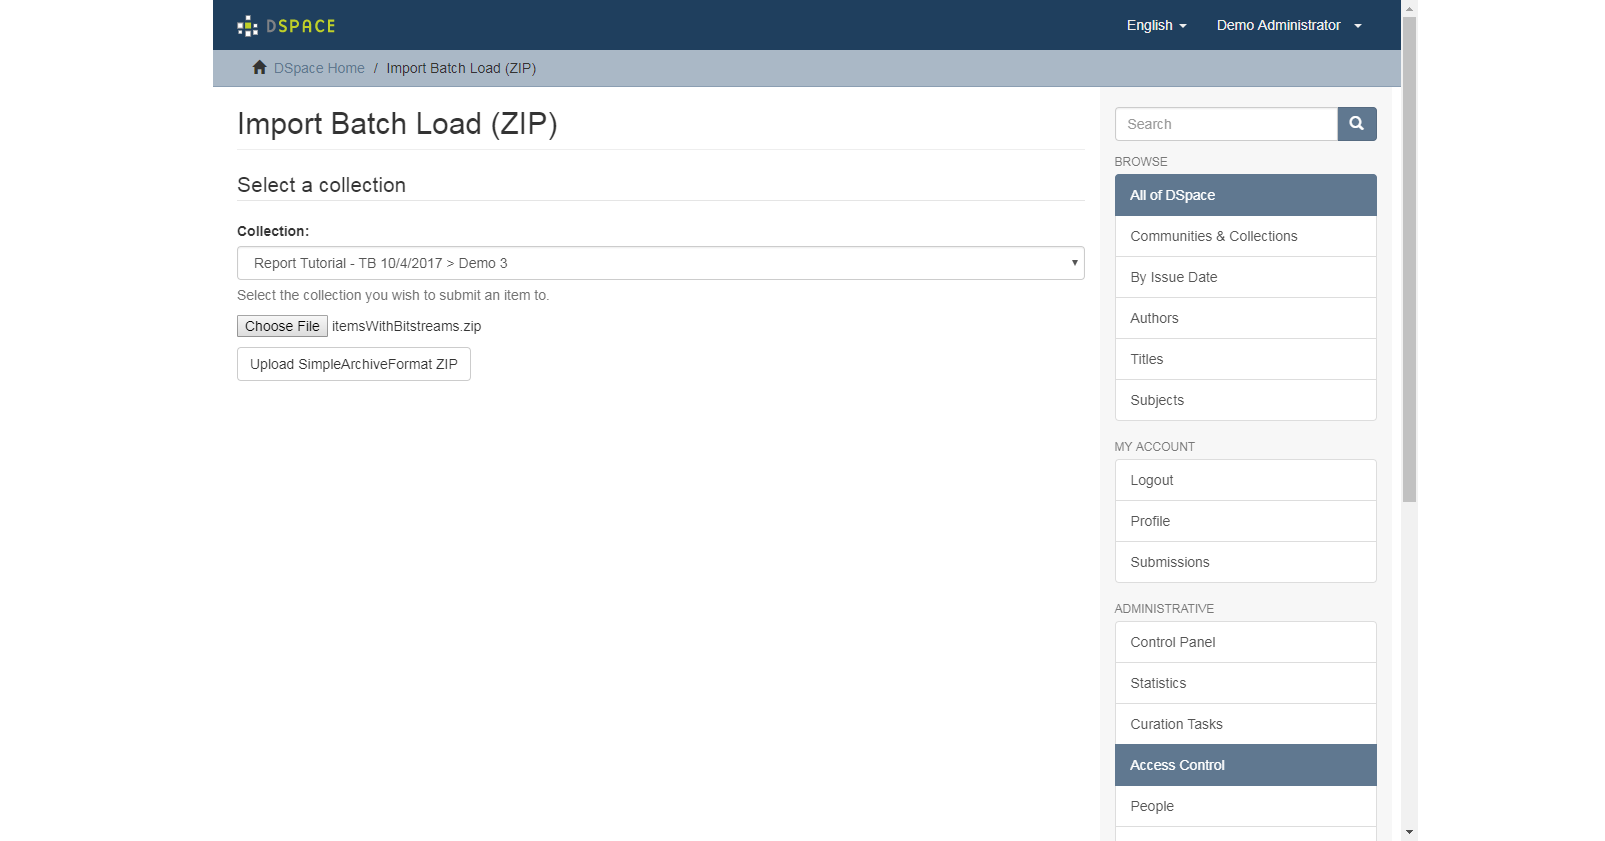 DSPACE
English
Demo Administrator
DSpace Home / Import Batch Load (ZIP)
Import Batch Load (ZIP)
Select a collection
Collection:
Report Tutorial - TB 10/4/2017 > Demo 3
Select the collection you wish to submit an item to.
Choose File itemsWithBitstreams.zip
Upload SimpleArchiveFormat ZIP
Search
BROWSE
All of DSpace
Communities & Collections
By Issue Date
Authors
Titles
Subjects
MY ACCOUNT
Logout
Profile
Submissions
ADMINISTRATIVE
Control Panel
Statistics
Curation Tasks
Access Control
People